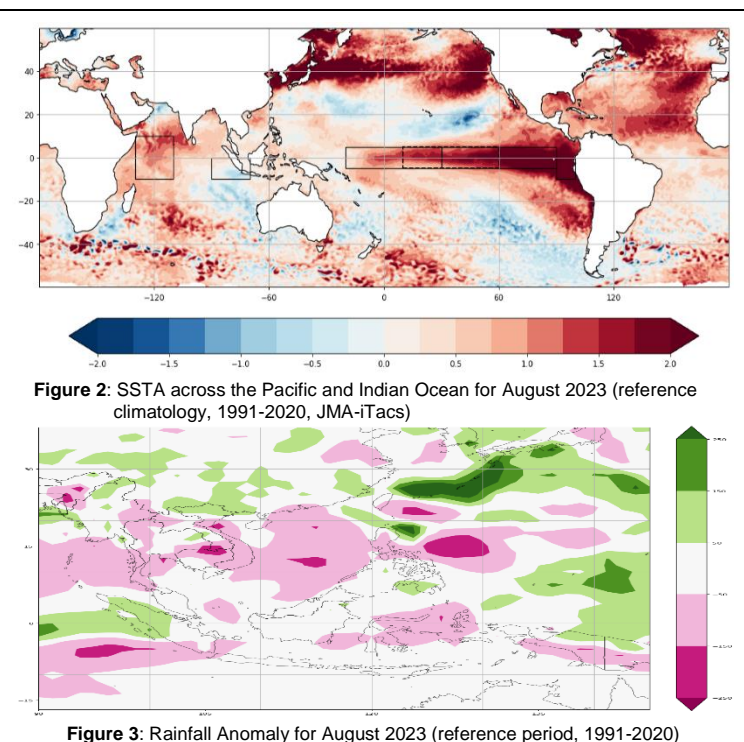 40
20
0
−20
−40
−120 −60 0 60 120
−2.0 −1.5 −1.0 −0.5 0.0 0.5 1.0 1.5 2.0
Figure 2: SSTA across the Pacific and Indian Ocean for August 2023 (reference
climatology, 1991-2020, JMA-iTacs)
Figure 3: Rainfall Anomaly for August 2023 (reference period, 1991-2020)